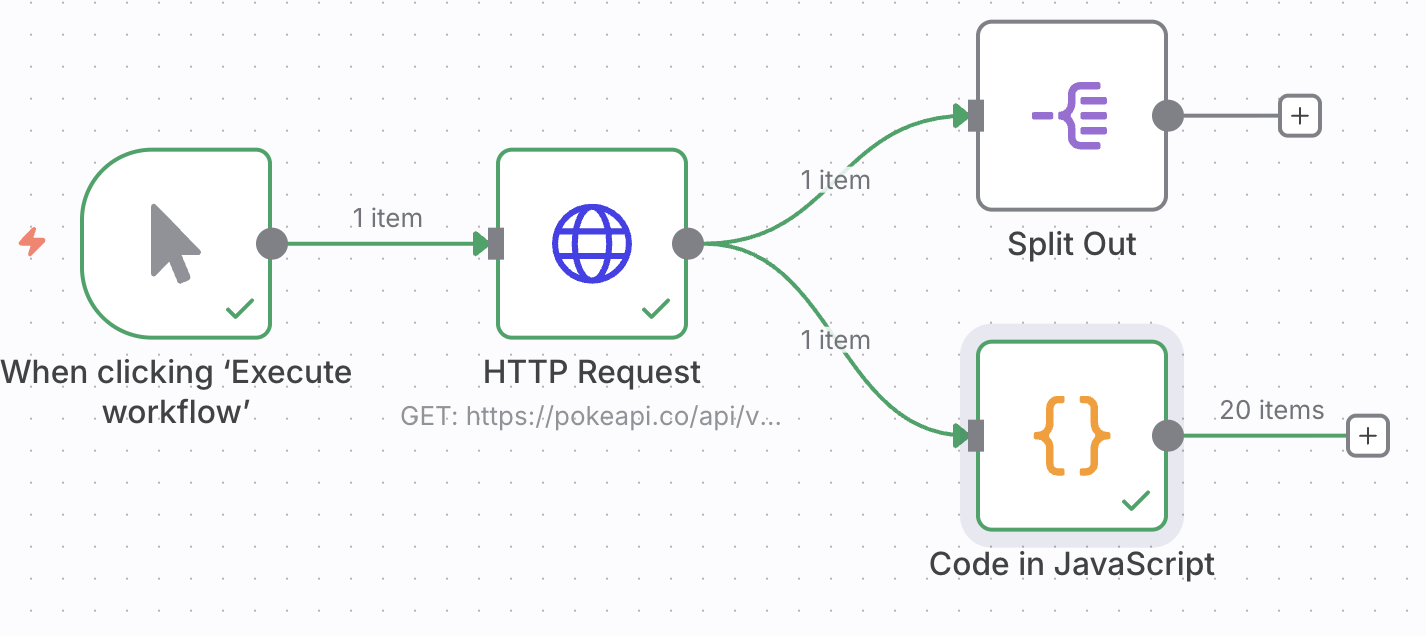 1 item
Split Out
1 item
When clicking ‘Execute
workflow’
HTTP Request
GET: https://pokeapi.co/api/v...
1 item
20 items
Code in JavaScript